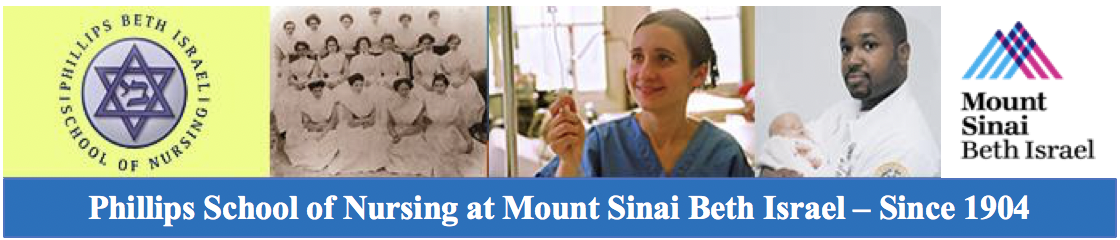 PHILLIPS BETH ISRAEL
SCHOOL OF NURSING
Mount
Sinai
Beth Israel
Phillips School of Nursing at Mount Sinai Beth Israel – Since 1904